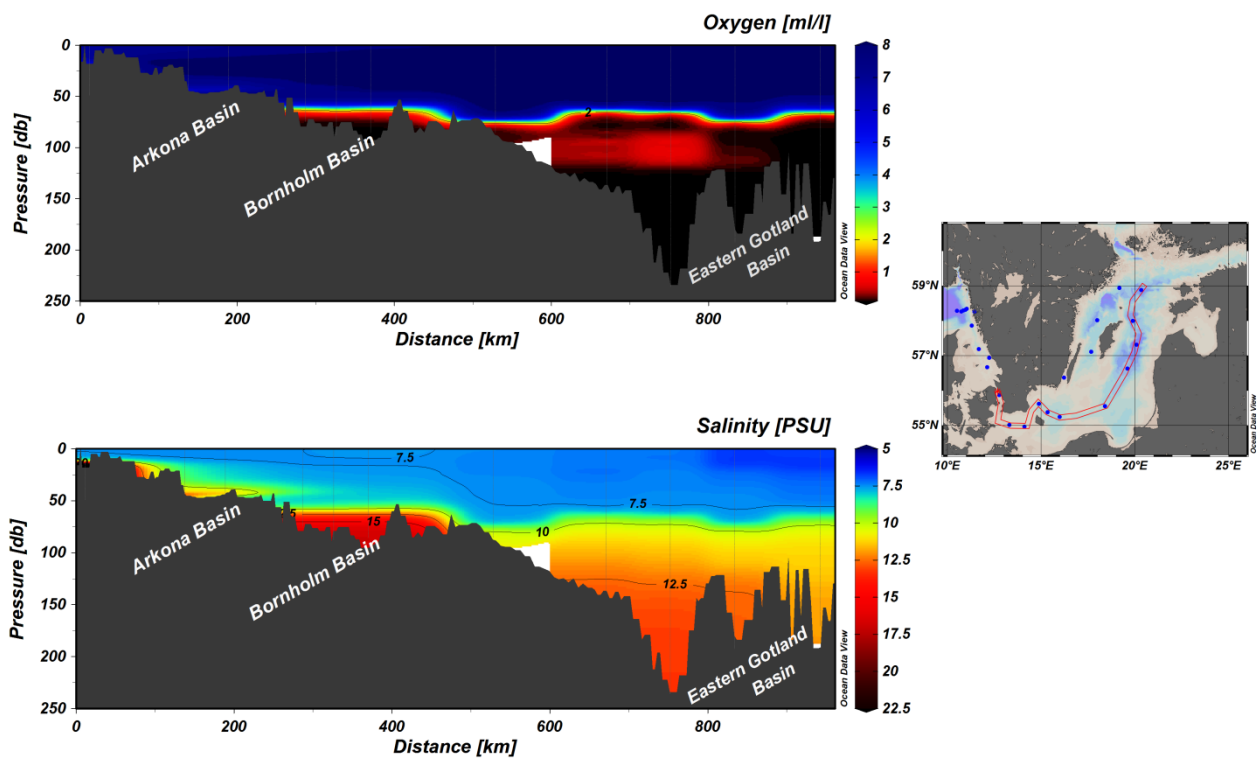 Oxygen [ml/l]
Pressure [db]
0
50
100
150
200
250
0
200
400
600
800
Distance [km]
Arkona Basin
Bornholm Basin
Eastern Gotland
Basin
2
8
7
6
5
4
3
2
1
Ocean Data View
59°N
57°N
55°N
10°E
15°E
20°E
25°E
Ocean Data View
Salinity [PSU]
Pressure [db]
0
50
100
150
200
250
0
200
400
600
800
Distance [km]
Arkona Basin
Bornholm Basin
Eastern Gotland
Basin
7.5
7.5
15
10
12.5
5
7.5
10
12.5
15
17.5
20
22.5
Ocean Data View